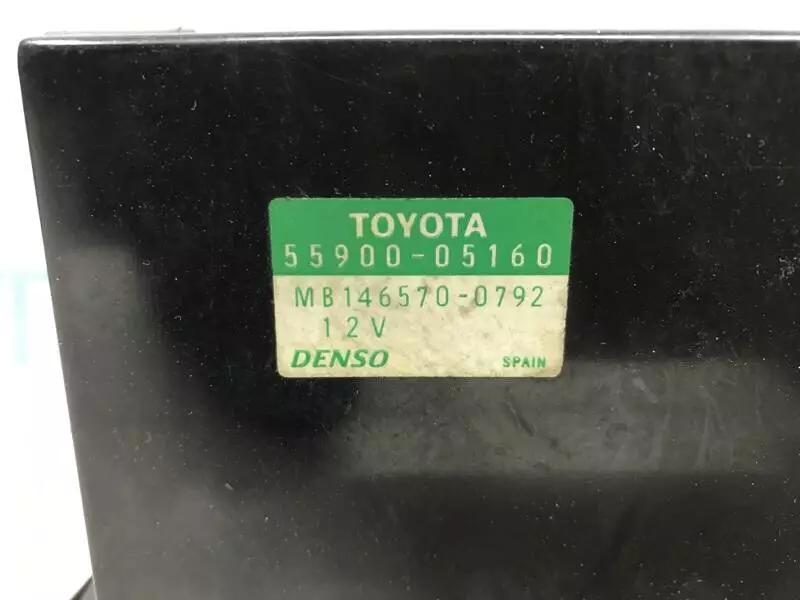 TOYOTA
55900-05160
MB146570-0792
12V
DENSO SPAIN